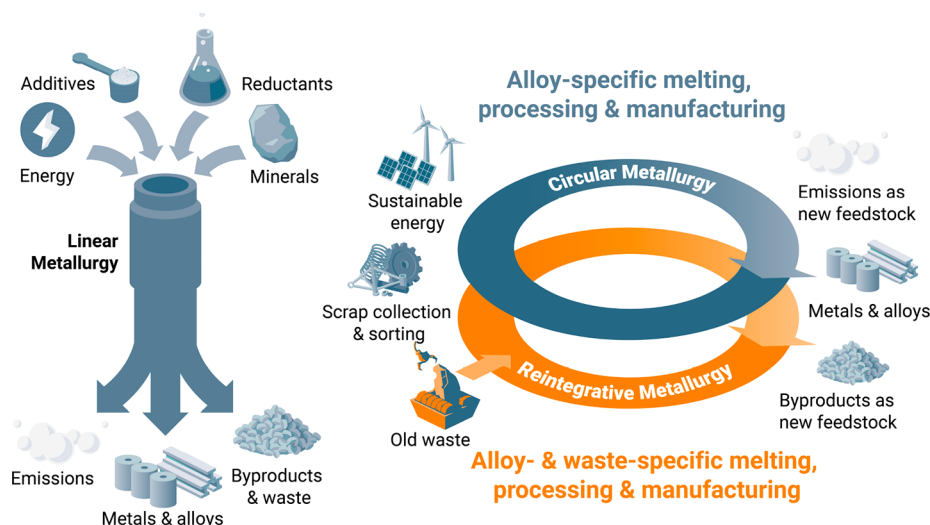 Additives
Reductants
Energy
Minerals
Linear
Metallurgy
Emissions
Metals & alloys
Byproducts
& waste
Alloy-specific melting,
processing & manufacturing
Sustainable
energy
Circular Metallurgy
Emissions as
new feedstock
Scrap collection
& sorting
Metals & alloys
Reintegrative Metallurgy
Byproducts as
new feedstock
Old waste
Alloy- & waste-specific melting,
processing & manufacturing